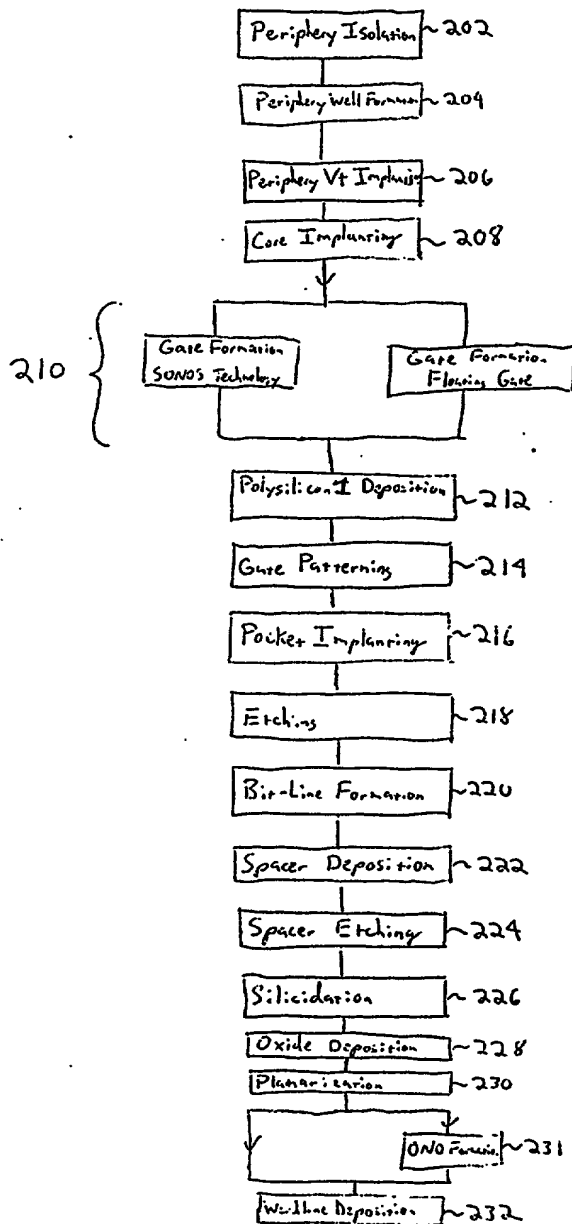 Periphery Isolation 202
Periphery Well Formation 204
Periphery Vt 206
Core Implanting 208
210
Gate Formation
SONOS Technology
Gate Formation
Floating Gate
Polysilicon I Deposition 212
Gate Patterning 214
Pocket Implanting 216
Etching 218
Bit-Line Formation 220
Spacer Deposition 222
Spacer Etching 224
Silicidation 226
Oxide Deposition 228
Planarization 230
ONO Formation 231
Wordline Deposition 232